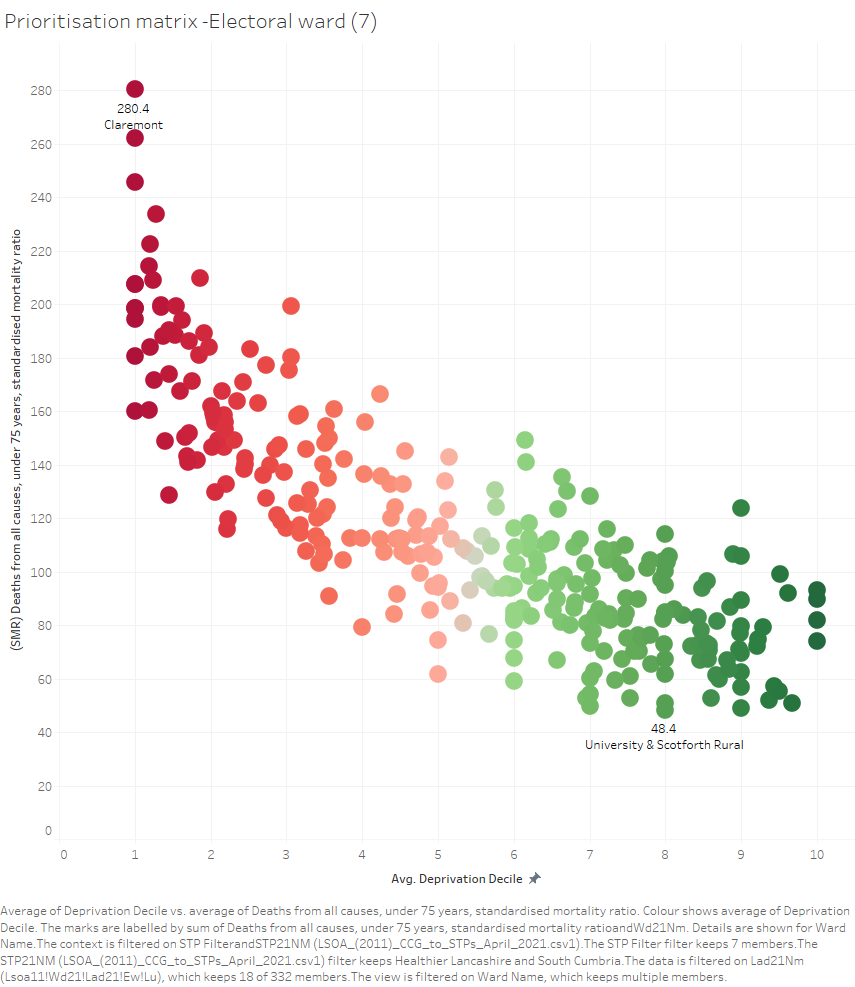 Prioritisation matrix -Electoral ward (7)
280
280.4
Claremont
260
240
220
200
180
160
140
120
100
80
60
40
48.4
University & Scotforth Rural
20
0
(SMR) Deaths from all causes, under 75 years, standardised mortality ratio
0 1 2 3 4 5 6 7 8 9 10
Avg. Deprivation Decile
Average of Deprivation Decile vs. average of Deaths from all causes, under 75 years, standardised mortality ratio. Colour shows average of Deprivation
Decile. The marks are labelled by sum of Deaths from all causes, under 75 years, standardised mortality ratioandWd21Nm. Details are shown for Ward
Name.The context is filtered on STP FilterandSTP21NM (LSOA_(2011)_CCG_to_STPs_April_2021.csv1).The STP Filter filter keeps 7 members.The
STP21NM (LSOA_(2011)_CCG_to_STPs_April_2021.csv1) filter keeps Healthier Lancashire and South Cumbria.The data is filtered on Lad21Nm
(Lsoa11!Wd21!Lad21!Ew!Lu), which keeps 18 of 332 members.The view is filtered on Ward Name, which keeps multiple members.